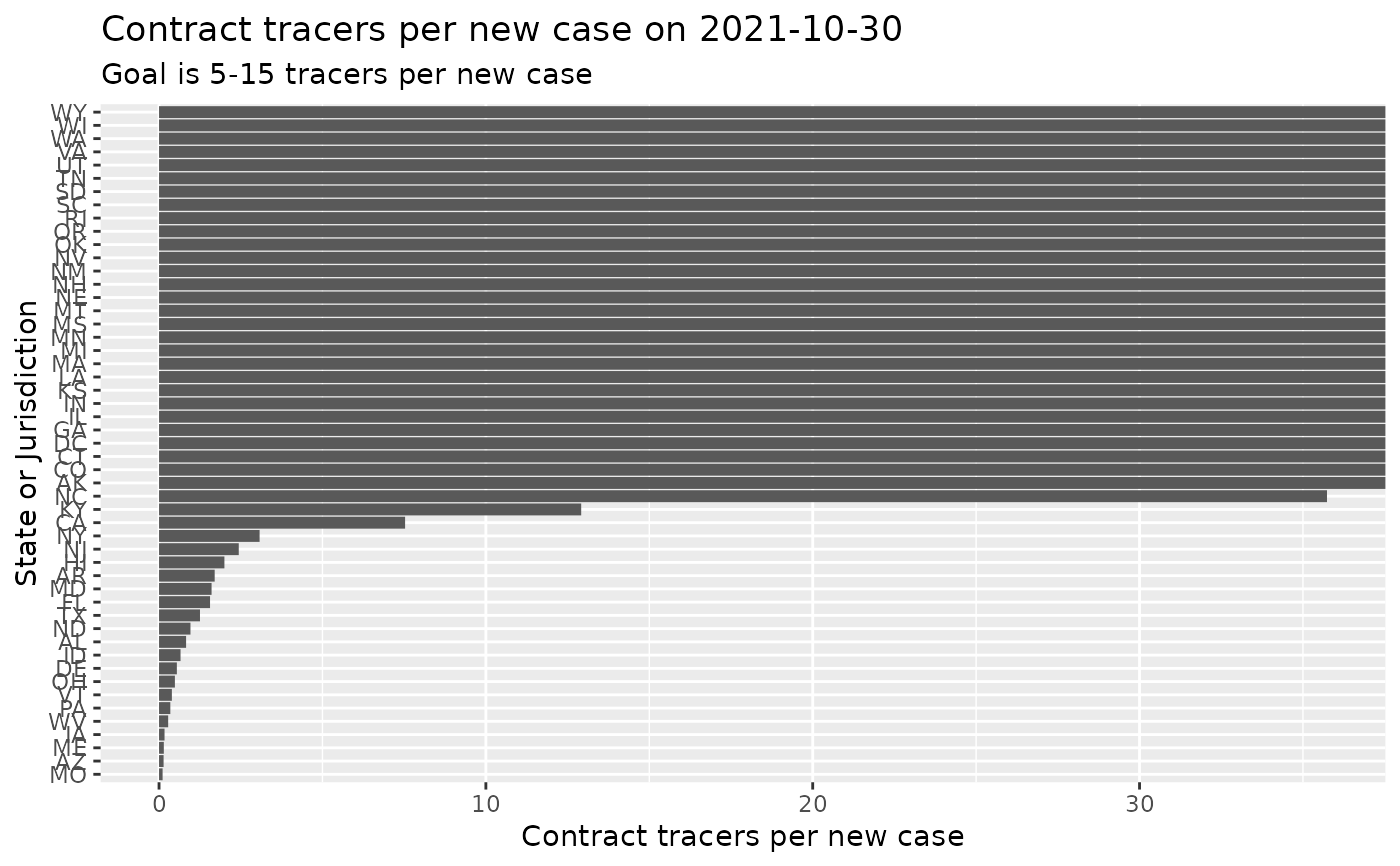 Contract tracers per new case on 2021-10-30
Goal is 5-15 tracers per new case
State or Jurisdiction
WY
WI
WA
VA
UT
TN
SD
SC
RI
OR
OK
NV
NM
NH
NE
MT
MS
MN
MI
MA
LA
KS
IN
IL
GA
DC
CT
CO
AK
NC
KY
CA
NY
NJ
HI
AR
MD
FL
TX
ND
AL
ID
DE
OH
VT
PA
WV
IA
ME
AZ
MO
0 10 20 30
Contract tracers per new case